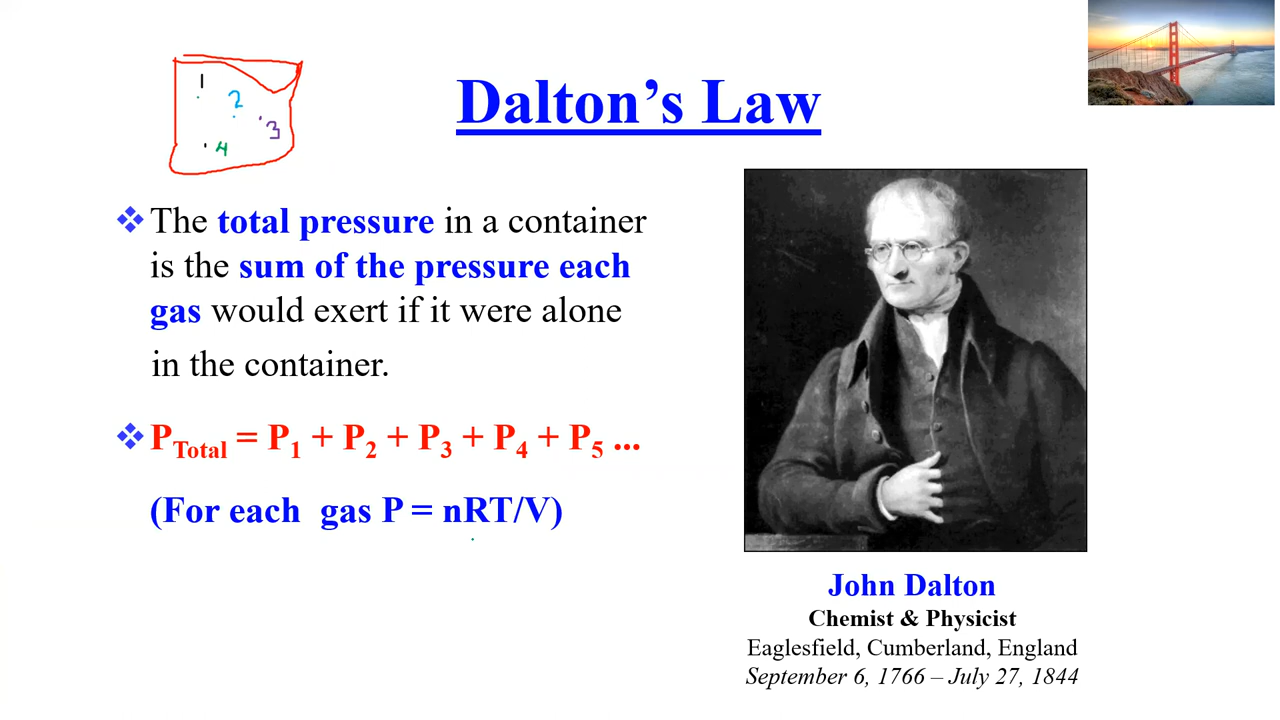 1
2
3
4
Dalton's Law
❖ The total pressure in a container
is the sum of the pressure each
gas would exert if it were alone
in the container.
❖ P_Total = P₁ + P₂ + P₃ + P₄ + P₅ ...
(For each gas P = nRT/V)
John Dalton
Chemist & Physicist
Eaglesfield, Cumberland, England
September 6, 1766 – July 27, 1844